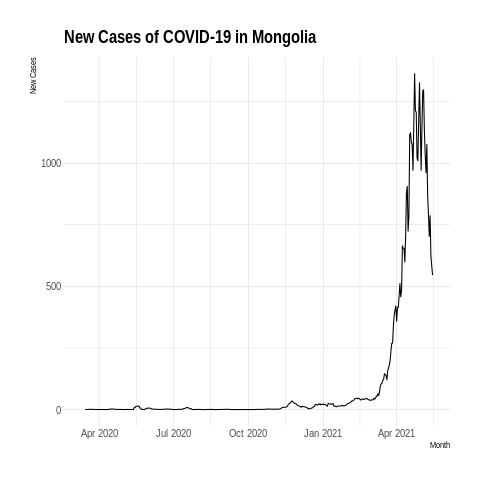 New Cases of COVID-19 in Mongolia
New Cases
1000
500
0
Apr 2020 Jul 2020 Oct 2020 Jan 2021 Apr 2021
Month